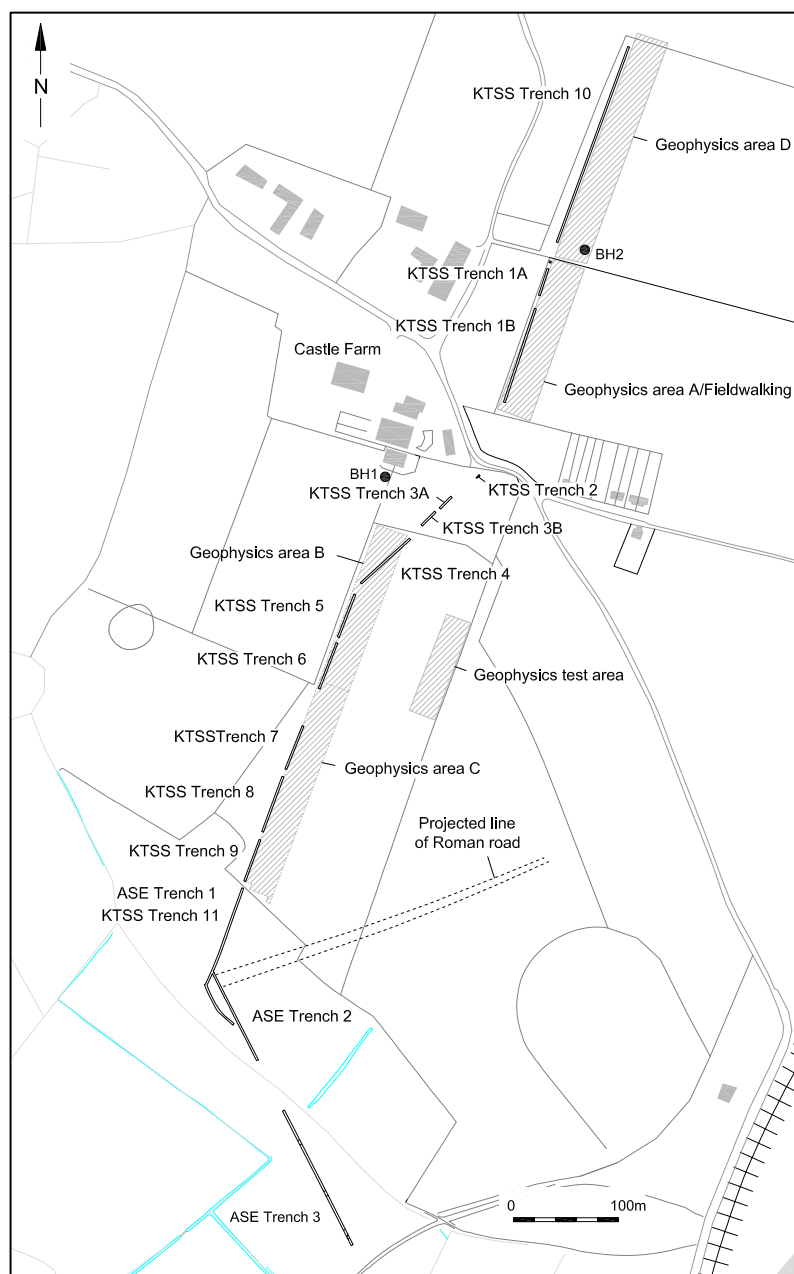 N
KTSS Trench 10
Geophysics area D
BH2
KTSS Trench 1A
KTSS Trench 1B
Castle Farm
Geophysics area A/Fieldwalking
BH1
KTSS Trench 3A
KTSS Trench 2
KTSS Trench 3B
Geophysics area B
KTSS Trench 4
KTSS Trench 5
KTSS Trench 6
Geophysics test area
KTSSTrench 7
Geophysics area C
KTSS Trench 8
Projected line
of Roman road
KTSS Trench 9
ASE Trench 1
KTSS Trench 11
ASE Trench 2
0 100m
ASE Trench 3